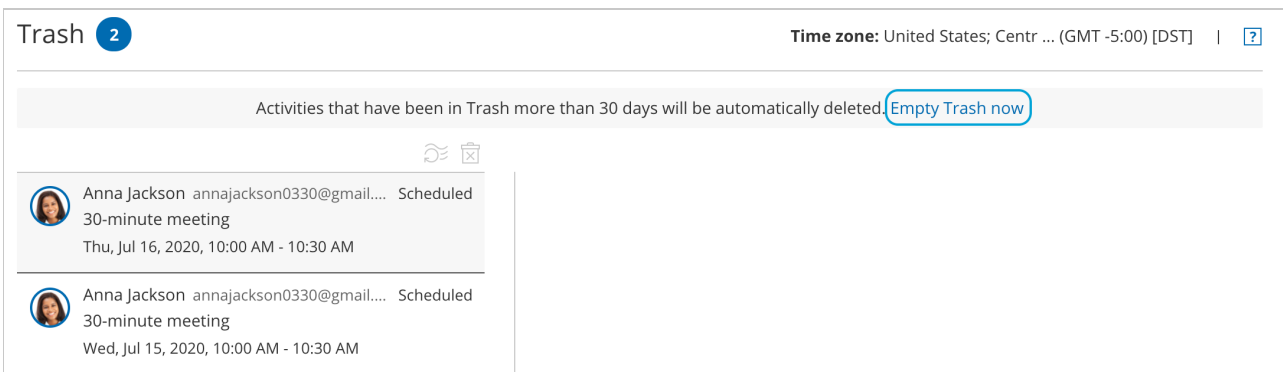 Trash 2
Time zone: United States; Centr ... (GMT -5:00) [DST] | ?
Activities that have been in Trash more than 30 days will be automatically deleted. Empty Trash now
Anna Jackson annajackson0330@gmail.... Scheduled
30-minute meeting
Thu, Jul 16, 2020, 10:00 AM - 10:30 AM
Anna Jackson annajackson0330@gmail.... Scheduled
30-minute meeting
Wed, Jul 15, 2020, 10:00 AM - 10:30 AM